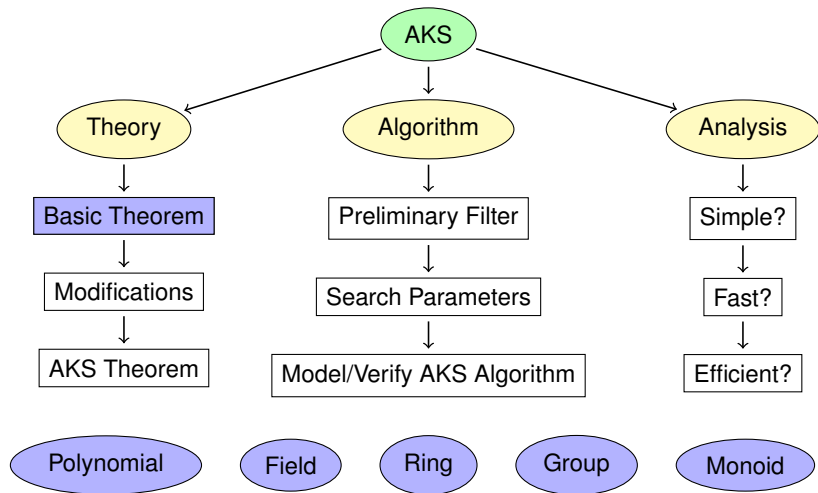 AKS
Theory
Algorithm
Analysis
Basic Theorem
Preliminary Filter
Simple?
Modifications
Search Parameters
Fast?
AKS Theorem
Model/Verify AKS Algorithm
Efficient?
Polynomial
Field
Ring
Group
Monoid